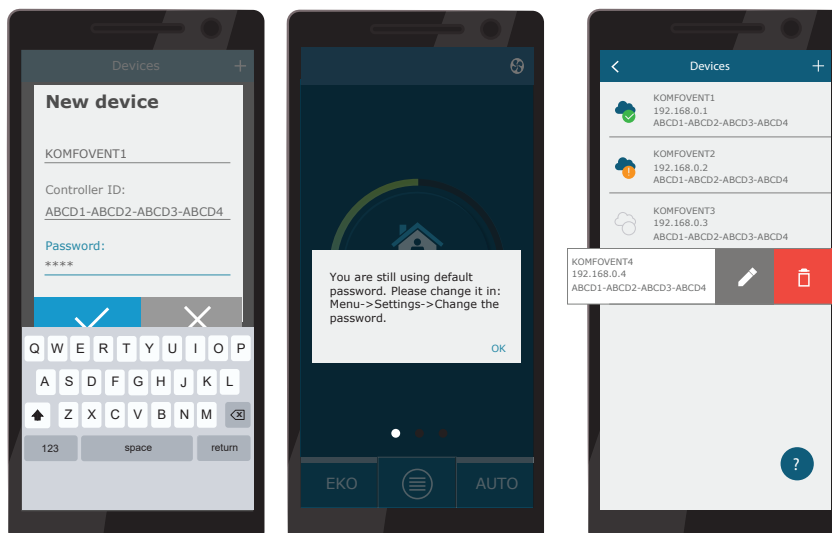 Devices +
New device
KOMFOVENT1
Controller ID:
ABCD1-ABCD2-ABCD3-ABCD4
Password:
****
Q W E R T Y U I O P
A S D F G H J K L
Z X C V B N M
123 space return
You are still using default
password. Please change it in:
Menu->Settings->Change the
password.
OK
EKO AUTO
Devices +
KOMFOVENT1
192.168.0.1
ABCD1-ABCD2-ABCD3-ABCD4
KOMFOVENT2
192.168.0.2
ABCD1-ABCD2-ABCD3-ABCD4
KOMFOVENT3
192.168.0.3
ABCD1-ABCD2-ABCD3-ABCD4
KOMFOVENT4
192.168.0.4
ABCD1-ABCD2-ABCD3-ABCD4
?